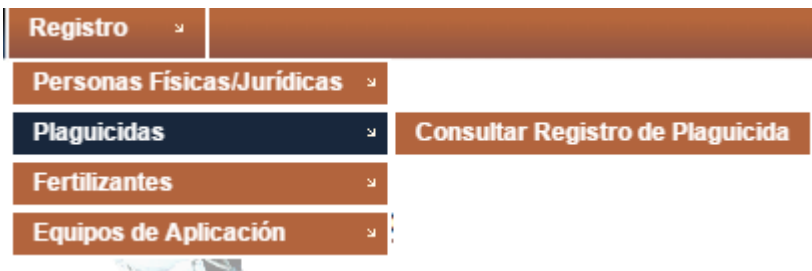 Registro
Personas Físicas/Jurídicas
Plaguicidas
Consultar Registro de Plaguicida
Fertilizantes
Equipos de Aplicación